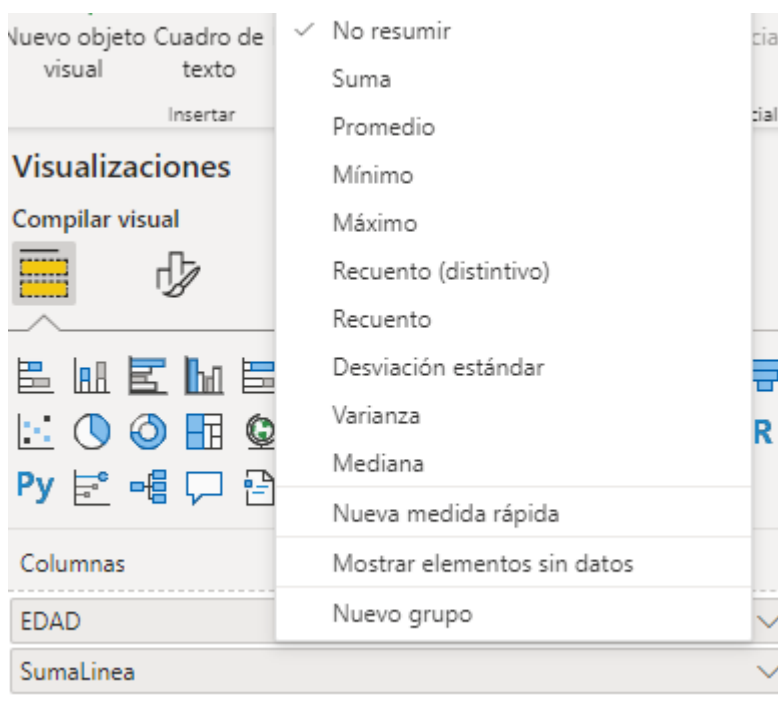 Nuevo objeto
visual
Cuadro de
texto
Insertar
Visualizaciones
Compilar visual
No resumir
Suma
Promedio
Mínimo
Máximo
Recuento (distintivo)
Recuento
Desviación estándar
Varianza
Mediana
Nueva medida rápida
Mostrar elementos sin datos
Nuevo grupo
R
Py
Columnas
EDAD
SumaLinea